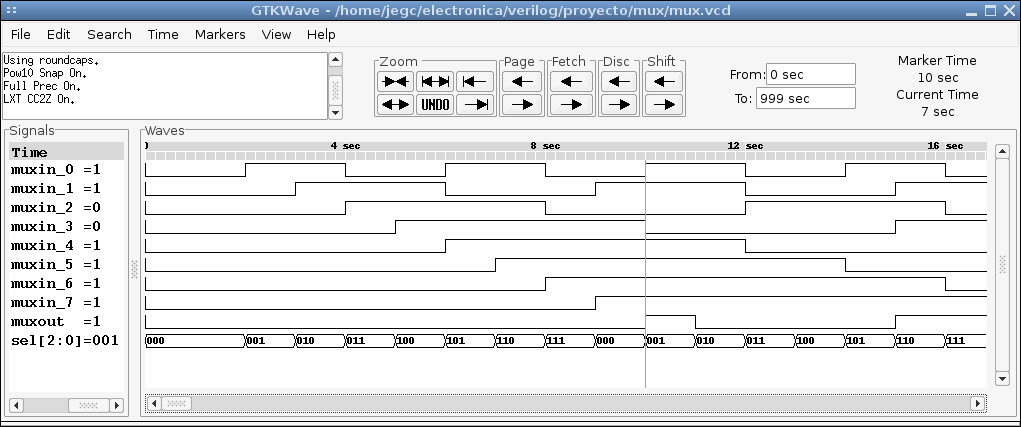 GTKWave - /home/jegc/electronica/verilog/proyecto/mux/mux.vcd
File Edit Search Time Markers View Help
Using roundcaps.
Pow10 Snap On.
Full Prec On.
LXT CC2Z On.
Zoom
UNDO
Page
Fetch
Disc
Shift
From: 0 sec
To: 999 sec
Marker Time
10 sec
Current Time
7 sec
Signals
Time
muxin_0 =1
muxin_1 =1
muxin_2 =0
muxin_3 =0
muxin_4 =1
muxin_5 =1
muxin_6 =1
muxin_7 =1
muxout =1
sel[2:0]=001
Waves
4 sec 8 sec 12 sec 16 sec
000 001 010 011 100 101 110 111 000 001 010 011 100 101 110 111